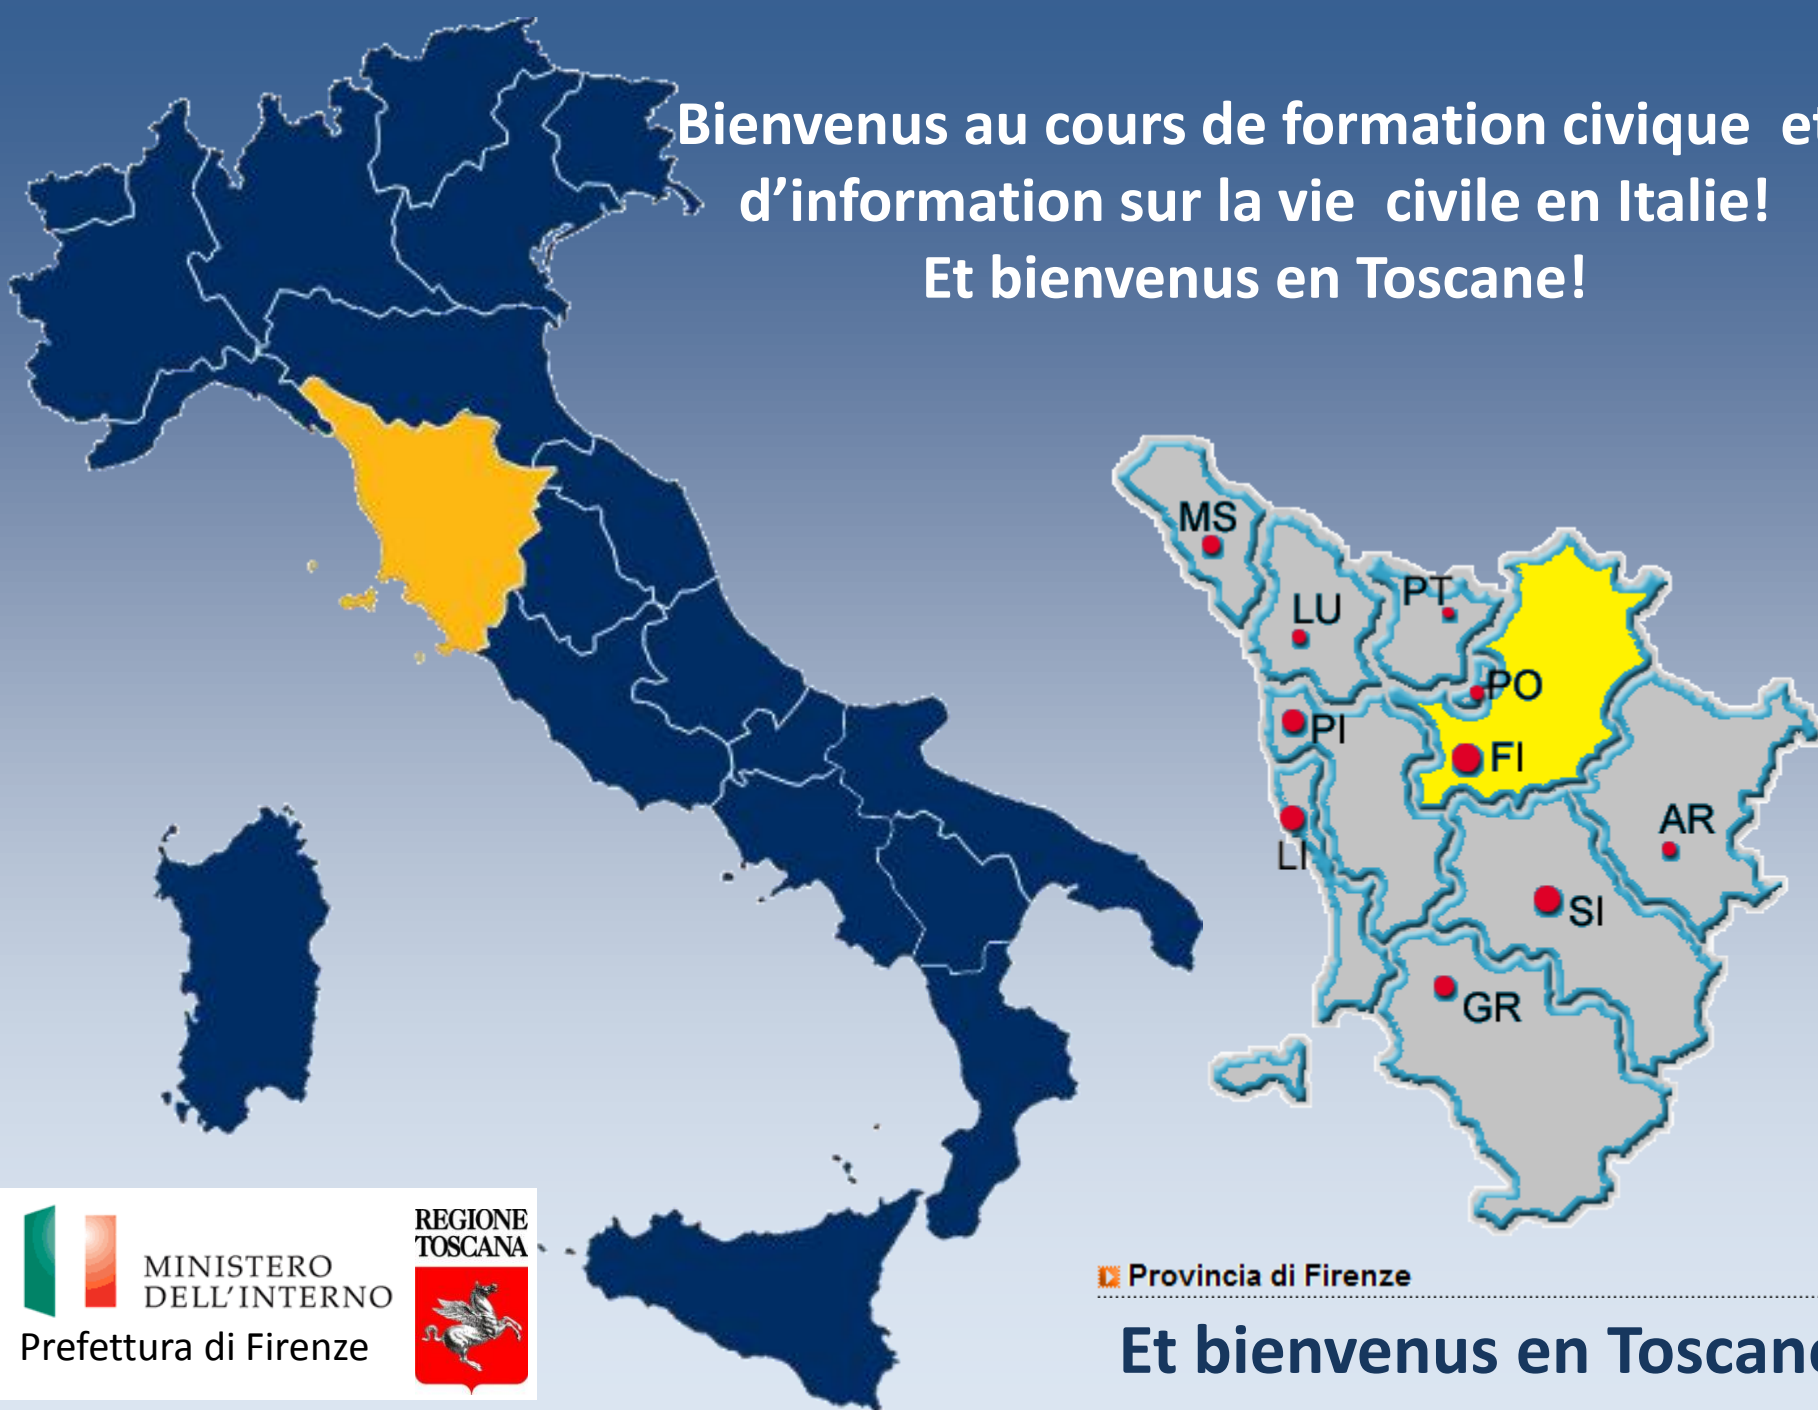 Bienvenus au cours de formation civique et
d’information sur la vie civile en Italie!
Et bienvenus en Toscane!
MS
LU
PT
PO
PI
FI
LI
AR
SI
GR
REGIONE
TOSCANA
MINISTERO
DELL’INTERNO
Prefettura di Firenze
Provincia di Firenze
Et bienvenus en Toscane